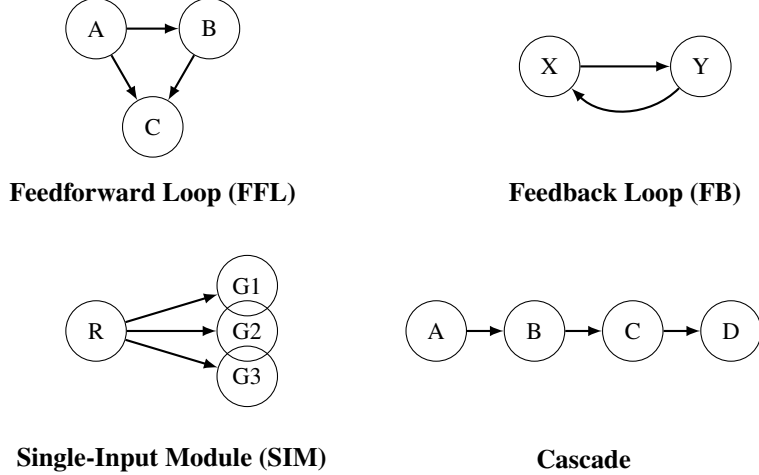 A
B
C
Feedforward Loop (FFL)
X
Y
Feedback Loop (FB)
R
G1
G2
G3
Single-Input Module (SIM)
A
B
C
D
Cascade